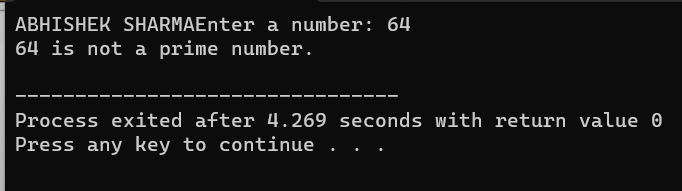 ABHISHEK SHARMAEnter a number: 64
64 is not a prime number.
--------------------------------
Process exited after 4.269 seconds with return value 0
Press any key to continue . . .